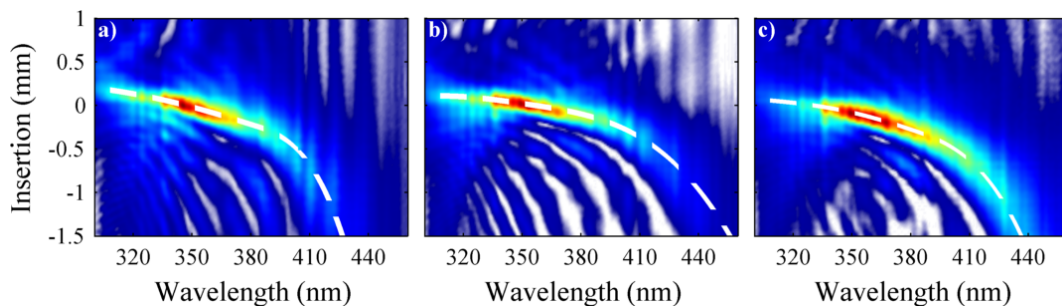 a)
b)
c)
Insertion (mm)
1
0.5
0
-0.5
-1
-1.5
320 350 380 410 440
320 350 380 410 440
320 350 380 410 440
Wavelength (nm)
Wavelength (nm)
Wavelength (nm)